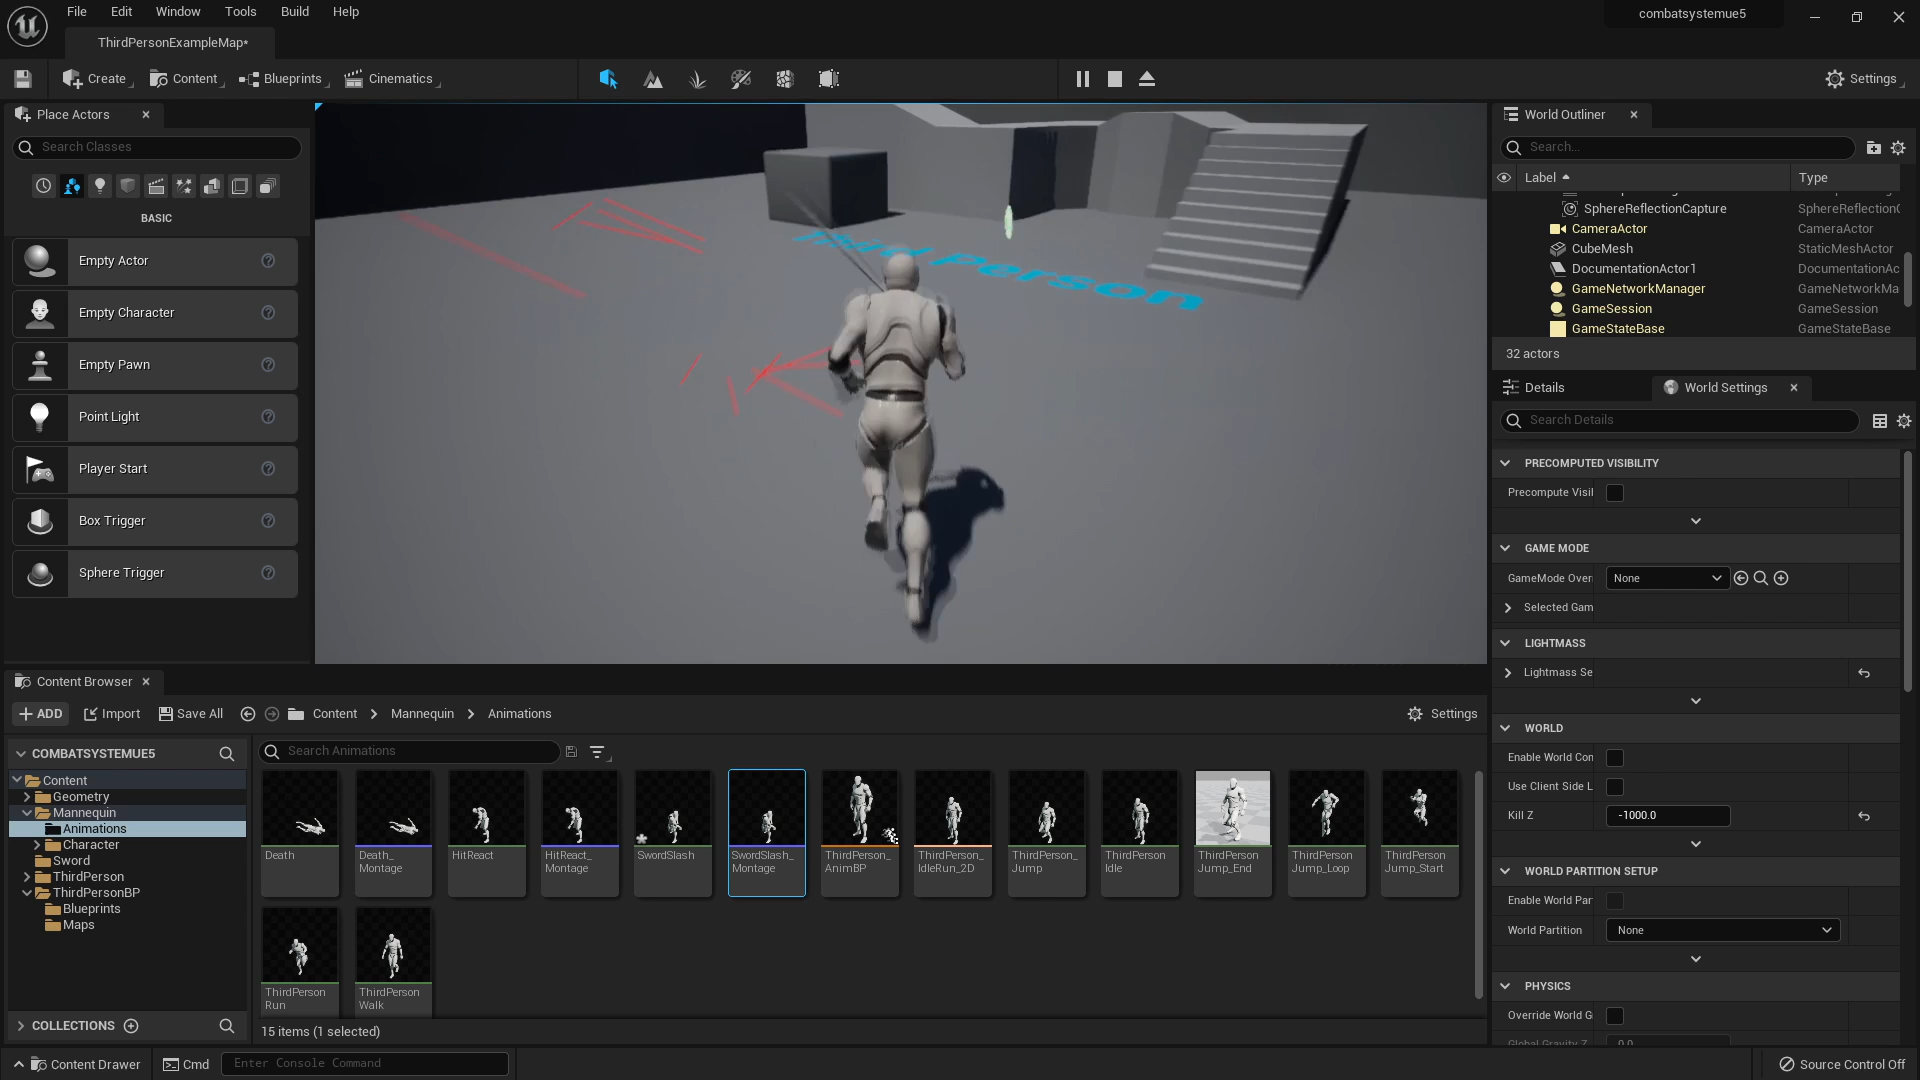 File Edit Window Tools Build Help
combatsystemue5
ThirdPersonExampleMap*
Create Content Blueprints Cinematics
Settings
Place Actors
Search Classes
BASIC
Empty Actor
Empty Character
Empty Pawn
Point Light
Player Start
Box Trigger
Sphere Trigger
Third Person
World Outliner
Search...
Label Type
SphereReflectionCapture SphereReflection
CameraActor CameraActor
CubeMesh StaticMeshActor
DocumentationActor1 DocumentationAc
GameNetworkManager GameNetworkMa
GameSession GameSession
GameStateBase GameStateBase
32 actors
Details World Settings
Search Details
PRECOMPUTED VISIBILITY
Precompute Visil
GAME MODE
GameMode Over None
Selected Gam
LIGHTMASS
Lightmass Se
WORLD
Enable World Con
Use Client Side L
Kill Z -1000.0
WORLD PARTITION SETUP
Enable World Par
World Partition None
PHYSICS
Override World G
Global Gravity Z 0.0
Content Browser
ADD Import Save All Content Mannequin Animations Settings
COMBATSYSTEMUE5
Content
Geometry
Mannequin
Animations
Character
Sword
ThirdPerson
ThirdPersonBP
Blueprints
Maps
COLLECTIONS
Search Animations
Death
Death_
Montage
HitReact
HitReact_
Montage
SwordSlash
SwordSlash_
Montage
ThirdPerson_
AnimBP
ThirdPerson_
IdleRun_2D
ThirdPerson_
Jump
ThirdPerson
Idle
ThirdPerson
Jump_End
ThirdPerson
Jump_Loop
ThirdPerson
Jump_Start
ThirdPerson
Run
ThirdPerson
Walk
15 items (1 selected)
Content Drawer Cmd Enter Console Command
Source Control Off